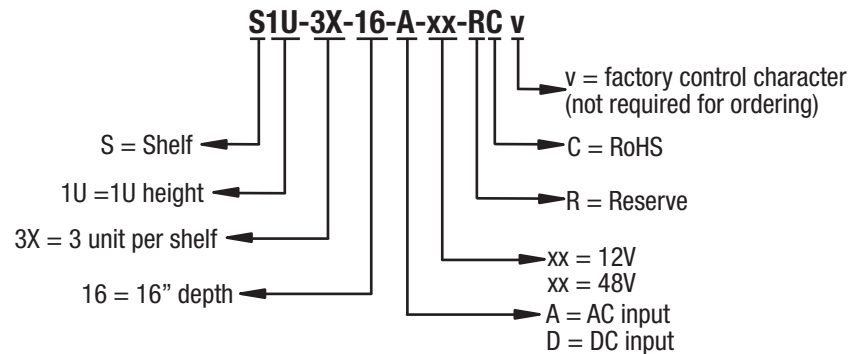 S1U-3X-16-A-xx-RC v
v = factory control character
(not required for ordering)
S = Shelf
C = RoHS
1U =1U height
R = Reserve
3X = 3 unit per shelf
xx = 12V
xx = 48V
16 = 16” depth
A = AC input
D = DC input